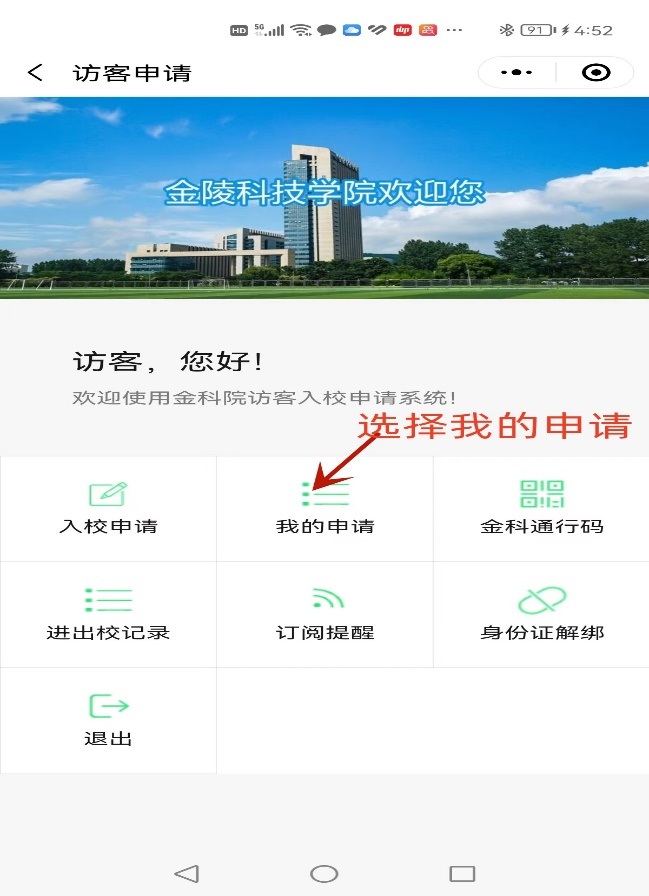 HD 5G 91 4:52
访客申请
金陵科技学院欢迎您
访客，您好!
欢迎使用金科院访客入校申请系统!
选择我的申请
入校申请 我的申请 金科通行码
进出校记录 订阅提醒 身份证解绑
退出